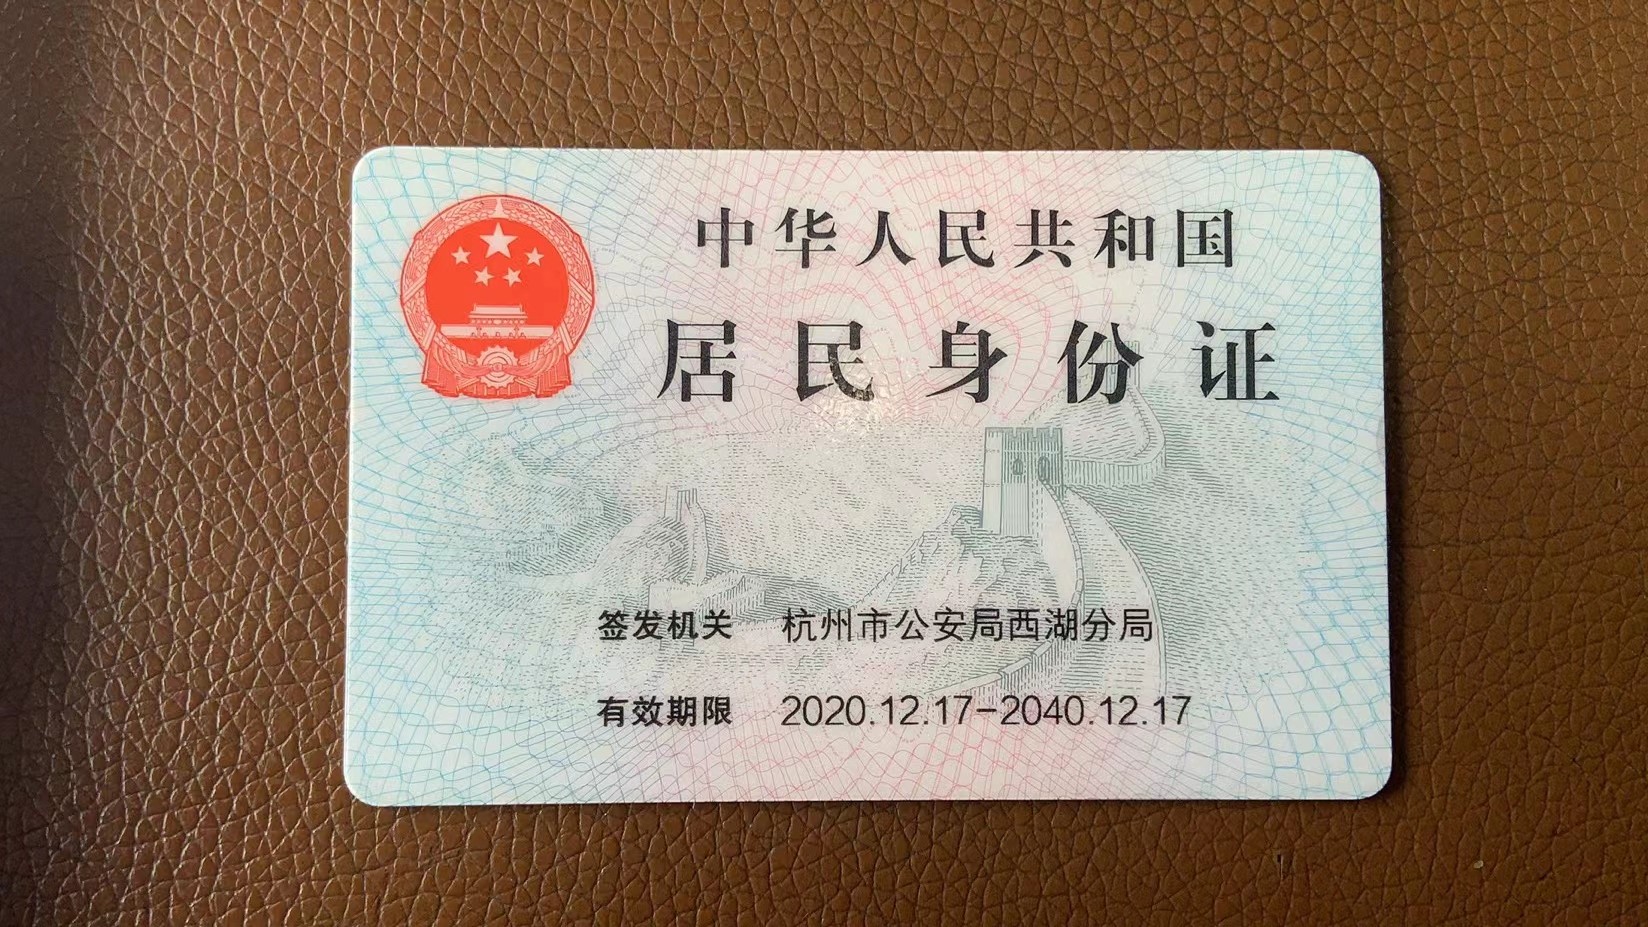 中华人民共和国
居民身份证
签发机关 杭州市公安局西湖分局
有效期限 2020.12.17-2040.12.17